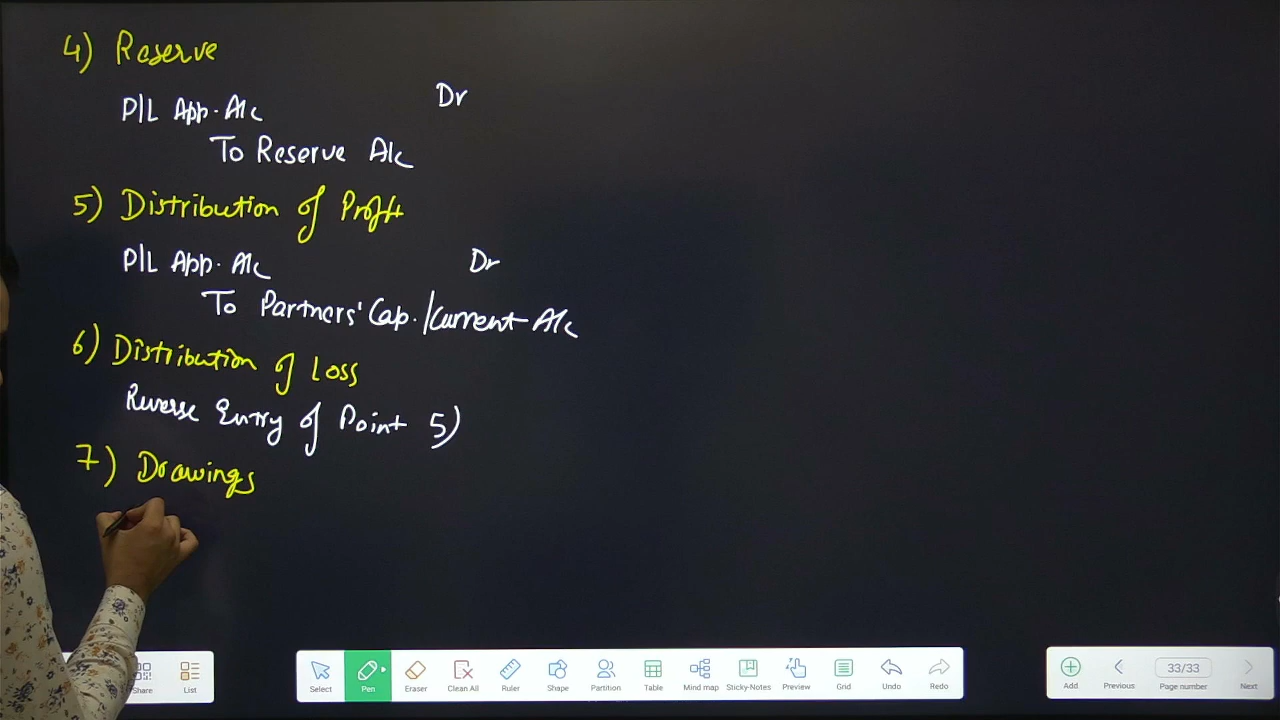 4) Reserve
P/L App. A/c Dr
To Reserve A/c
5) Distribution of Profit
P/L App. A/c Dr
To Partners' Cap. /Current A/c
6) Distribution of Loss
Reverse Entry of Point 5)
7) Drawings
Share List Select Pen Eraser Clean All Ruler Shape Partition Table Mind map Sticky-Notes Preview Grid Undo Redo Add Previous 33/33 Page number Next